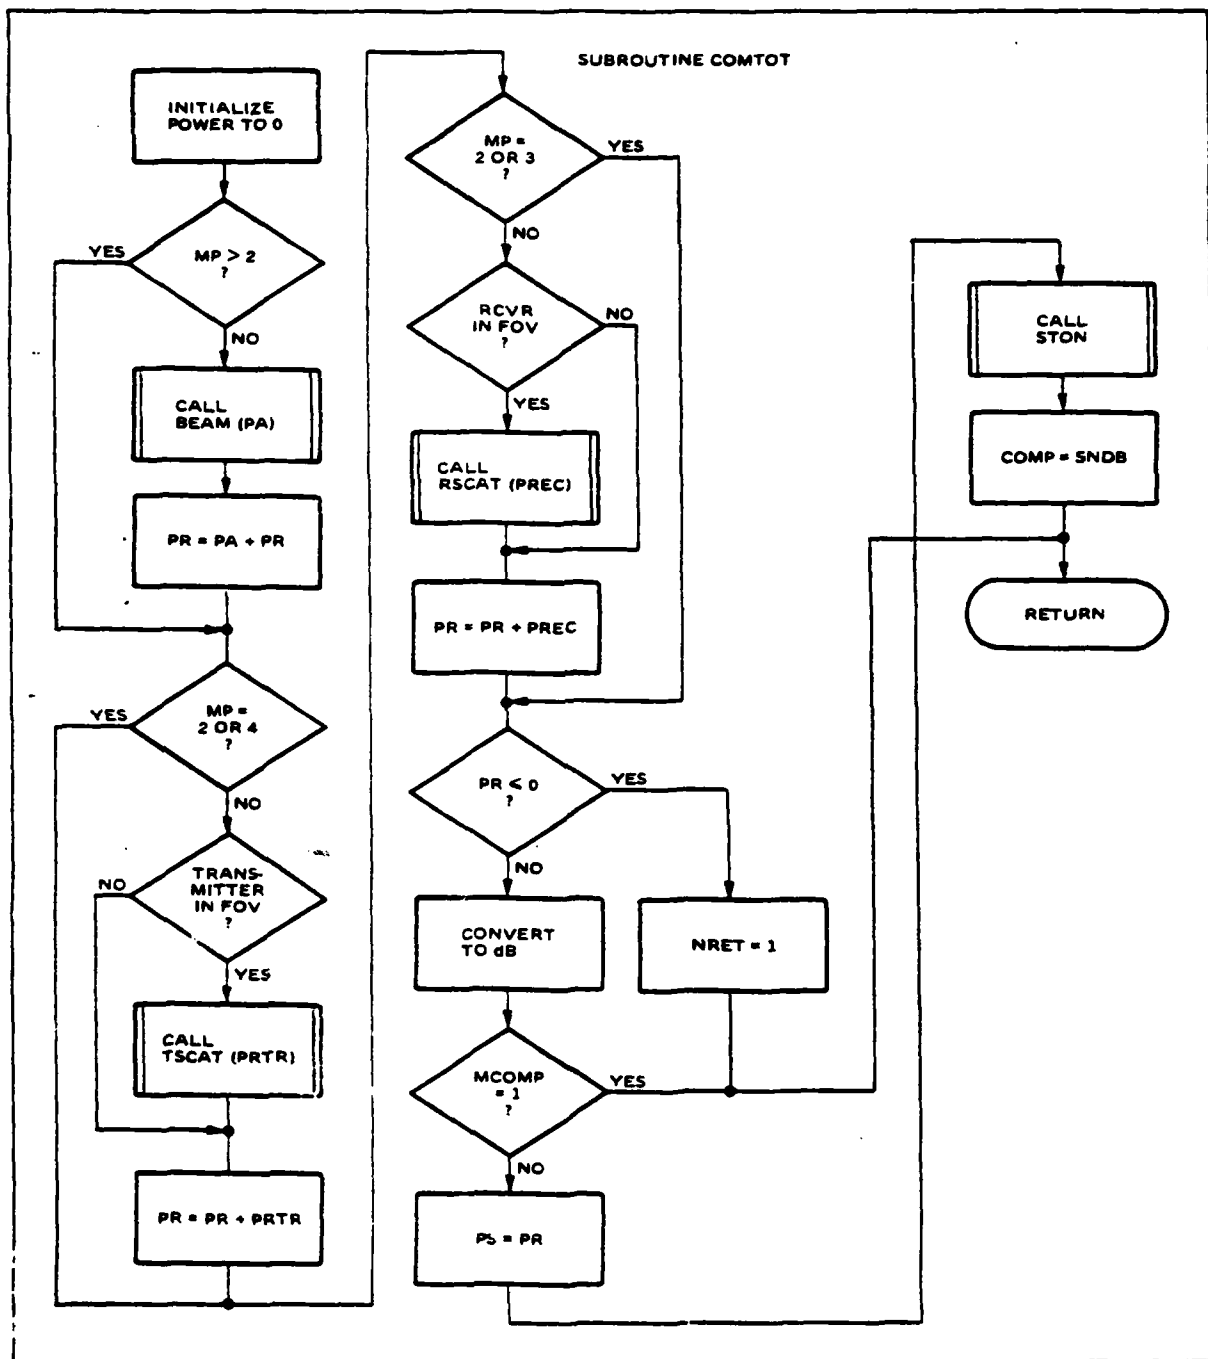 SUBROUTINE COMTOT
INITIALIZE
POWER TO 0
MP > 2
?
YES
NO
CALL
BEAM (PA)
PR = PA + PR
MP =
2 OR 4
?
YES
NO
TRANS-
MITTER
IN FOV
?
NO
YES
CALL
TSCAT (PRTR)
PR = PR + PRTR
MP =
2 OR 3
?
YES
NO
RCVR
IN FOV
?
NO
YES
CALL
RSCAT (PREC)
PR = PR + PREC
PR ≤ 0
?
YES
NO
CONVERT
TO dB
NRET = 1
MCOMP
= 1
?
YES
NO
PS = PR
CALL
STON
COMP = SNDB
RETURN